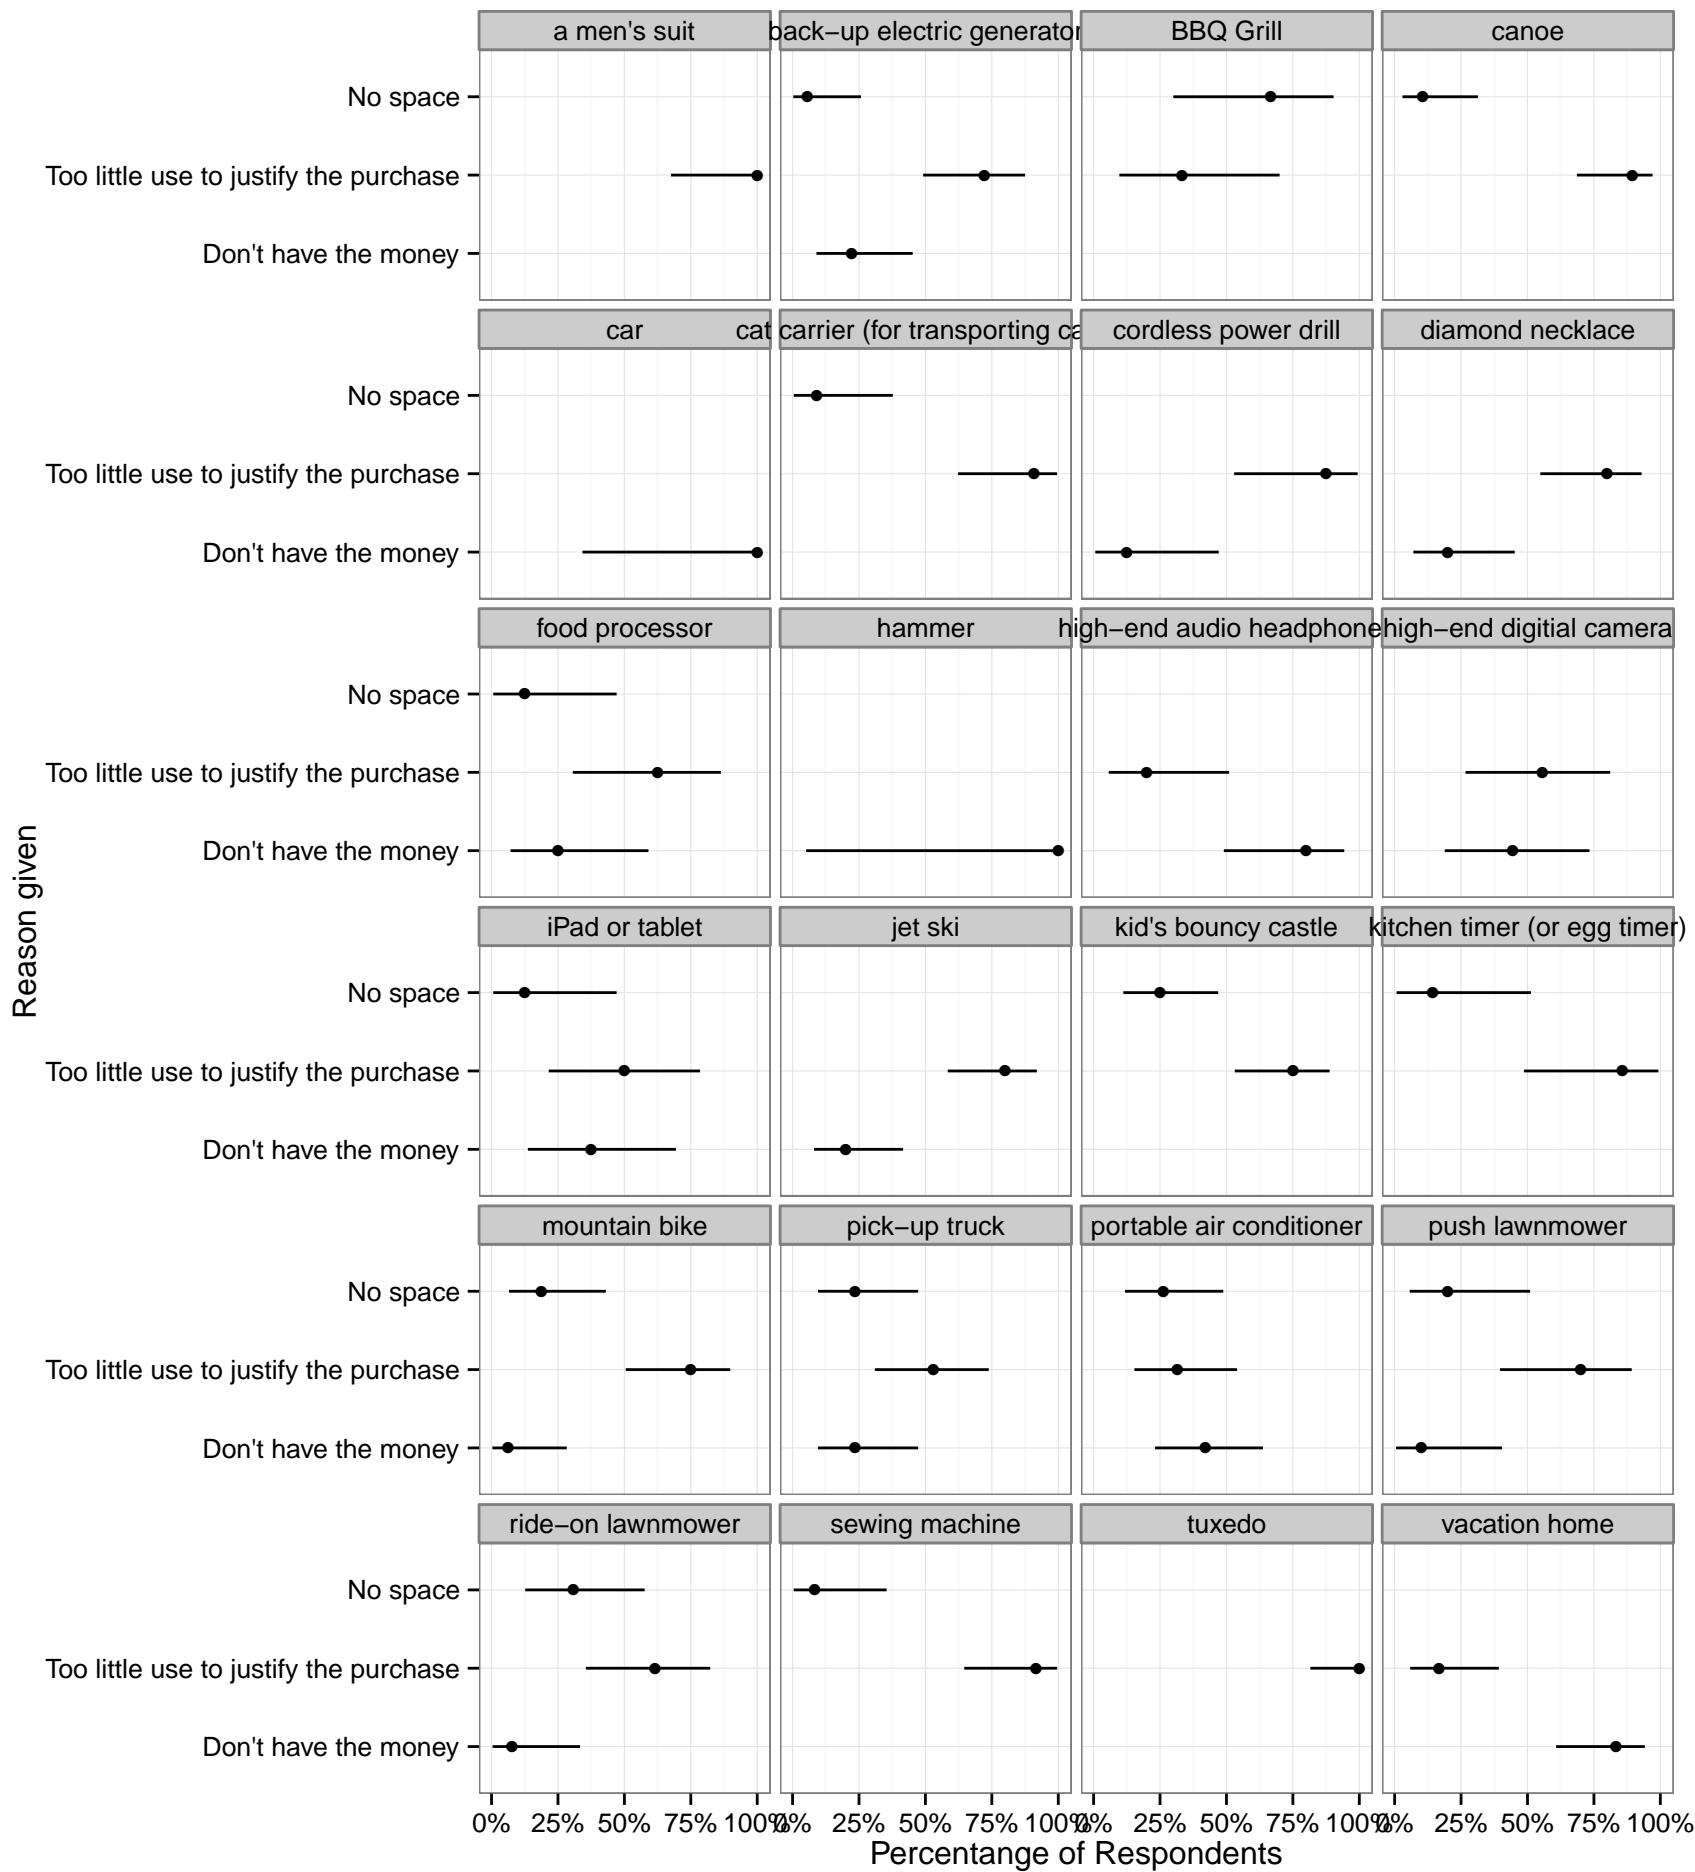 a men's suit
back−up electric generator
BBQ Grill
canoe
No space
Too little use to justify the purchase
Don't have the money
car
cat carrier (for transporting ca
cordless power drill
diamond necklace
No space
Too little use to justify the purchase
Don't have the money
food processor
hammer
high−end audio headphone
high−end digitial camera
No space
Too little use to justify the purchase
Don't have the money
Reason given
iPad or tablet
jet ski
kid's bouncy castle
kitchen timer (or egg timer)
No space
Too little use to justify the purchase
Don't have the money
mountain bike
pick−up truck
portable air conditioner
push lawnmower
No space
Too little use to justify the purchase
Don't have the money
ride−on lawnmower
sewing machine
tuxedo
vacation home
No space
Too little use to justify the purchase
Don't have the money
0% 25% 50% 75% 100%
0% 25% 50% 75% 100%
0% 25% 50% 75% 100%
0% 25% 50% 75% 100%
Percentange of Respondents